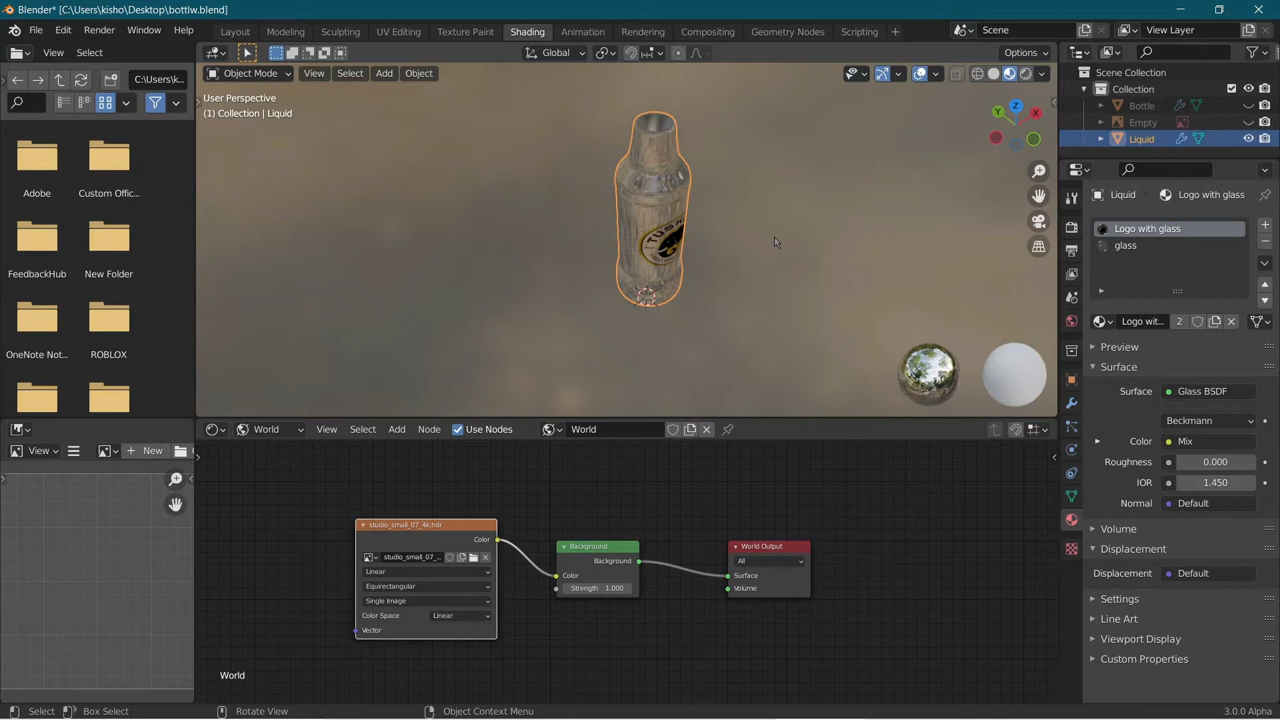 Blender* [C:\Users\kisho\Desktop\bottlw.blend]
File Edit Render Window Help Layout Modeling Sculpting UV Editing Texture Paint Shading Animation Rendering Compositing Geometry Nodes Scripting + Scene View Layer
View Select Global Options
C:\Users\k...
Object Mode View Select Add Object
User Perspective
(1) Collection | Liquid
Adobe
Custom Offic...
FeedbackHub
New Folder
OneNote Not...
ROBLOX
TUSK
X
Y
Z
Scene Collection
Collection
Bottle
Empty
Liquid
Liquid Logo with glass
Logo with glass
glass
Logo wit... 2
Preview
Surface
Surface Glass BSDF
Beckmann
Color Mix
Roughness 0.000
IOR 1.450
Normal Default
Volume
Displacement
Displacement Default
Settings
Line Art
Viewport Display
Custom Properties
View + New
World View Select Add Node Use Nodes World
studio_small_07_4k.hdr
Color
studio_small_07_...
Linear
Equirectangular
Single Image
Color Space Linear
Vector
Background
Background
Color
Strength 1.000
World Output
All
Surface
Volume
World
Select Box Select Rotate View Object Context Menu 3.0.0 Alpha